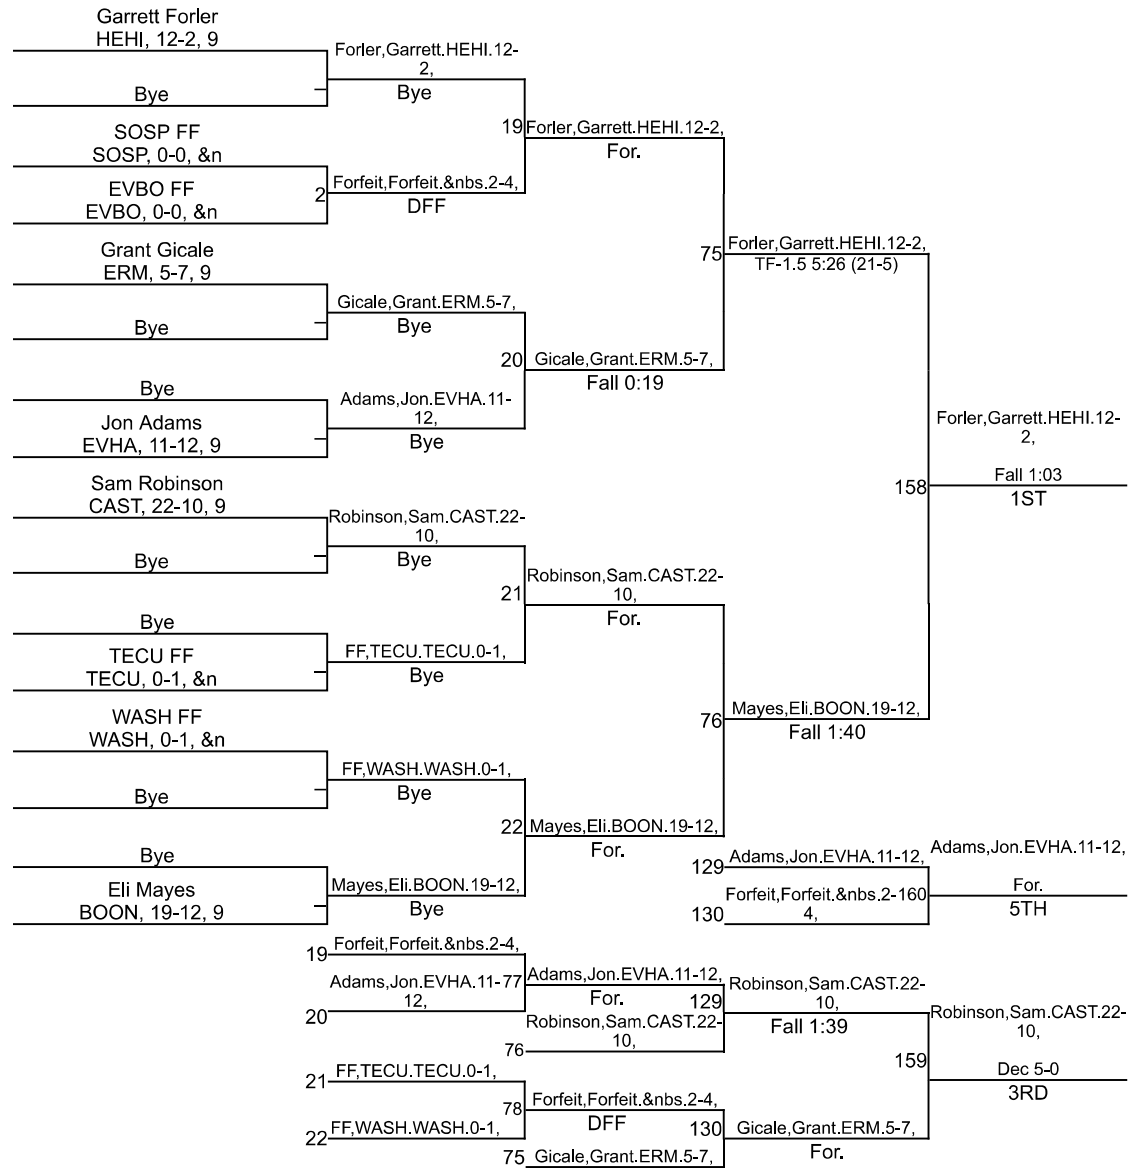 Garrett Forler
HEHI, 12-2, 9
Bye
SOSP FF
SOSP, 0-0, &n
EVBO FF
EVBO, 0-0, &n
Grant Gicale
ERM, 5-7, 9
Bye
Bye
Jon Adams
EVHA, 11-12, 9
Sam Robinson
CAST, 22-10, 9
Bye
Bye
TECU FF
TECU, 0-1, &n
WASH FF
WASH, 0-1, &n
Bye
Bye
Eli Mayes
BOON, 19-12, 9
Forler,Garrett.HEHI.12-
2,
Bye
2
Forfeit,Forfeit.&nbs.2-4,
DFF
Gicale,Grant.ERM.5-7,
Bye
Adams,Jon.EVHA.11-
12,
Bye
Robinson,Sam.CAST.22-
10,
Bye
FF,TECU.TECU.0-1,
Bye
FF,WASH.WASH.0-1,
Bye
Mayes,Eli.BOON.19-12,
Bye
19
Forler,Garrett.HEHI.12-2,
For.
20
Gicale,Grant.ERM.5-7,
Fall 0:19
21
Robinson,Sam.CAST.22-
10,
For.
22
Mayes,Eli.BOON.19-12,
For.
75
Forler,Garrett.HEHI.12-2,
TF-1.5 5:26 (21-5)
76
Mayes,Eli.BOON.19-12,
Fall 1:40
158
Forler,Garrett.HEHI.12-
2,
Fall 1:03
1ST
129
Adams,Jon.EVHA.11-12,
130
Forfeit,Forfeit.&nbs.2-160
4,
Adams,Jon.EVHA.11-12,
For.
5TH
19
Forfeit,Forfeit.&nbs.2-4,
Adams,Jon.EVHA.11-77
12,
20
21
FF,TECU.TECU.0-1,
22
FF,WASH.WASH.0-1,
Adams,Jon.EVHA.11-12,
For.
76
Robinson,Sam.CAST.22-
10,
78
Forfeit,Forfeit.&nbs.2-4,
DFF
75
Gicale,Grant.ERM.5-7,
129
Robinson,Sam.CAST.22-
10,
Fall 1:39
130
Gicale,Grant.ERM.5-7,
For.
159
Robinson,Sam.CAST.22-
10,
Dec 5-0
3RD